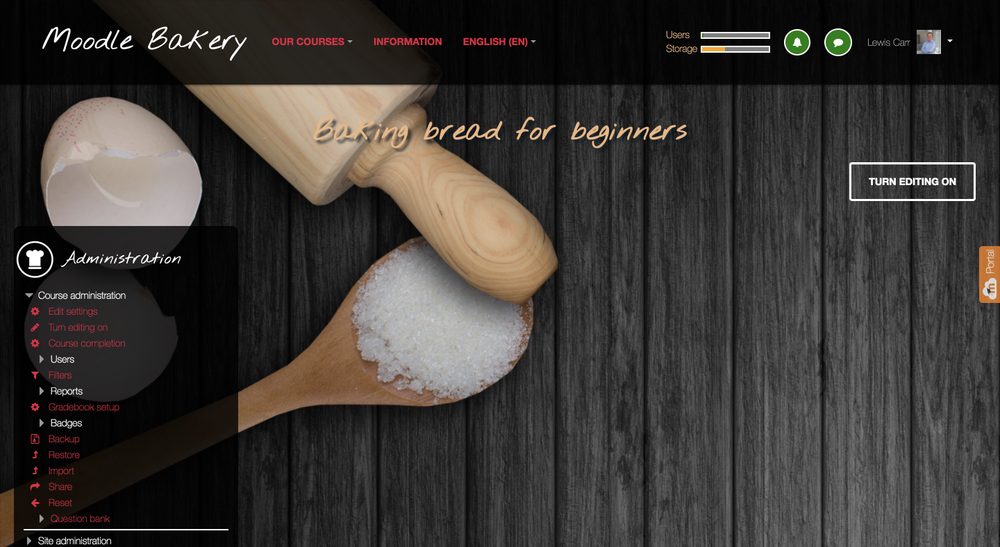 Moodle Bakery
OUR COURSES
INFORMATION
ENGLISH (EN)
Users
Storage
Lewis Carr
Baking bread for beginners
TURN EDITING ON
Portal
m
Administration
Course administration
Edit settings
Turn editing on
Course completion
Users
Filters
Reports
Gradebook setup
Badges
Backup
Restore
Import
Share
Reset
Question bank
Site administration